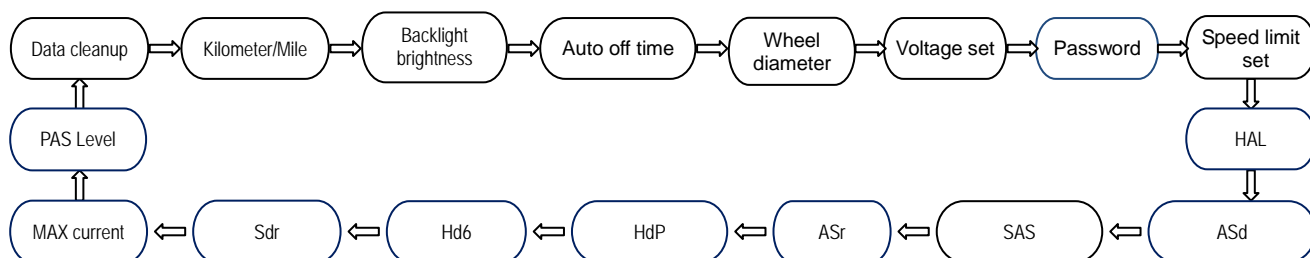 Data cleanup
Kilometer/Mile
Backlight
brightness
Auto off time
Wheel
diameter
Voltage set
Password
Speed limit
set
PAS Level
HAL
MAX current
Sdr
Hd6
HdP
ASr
SAS
ASd